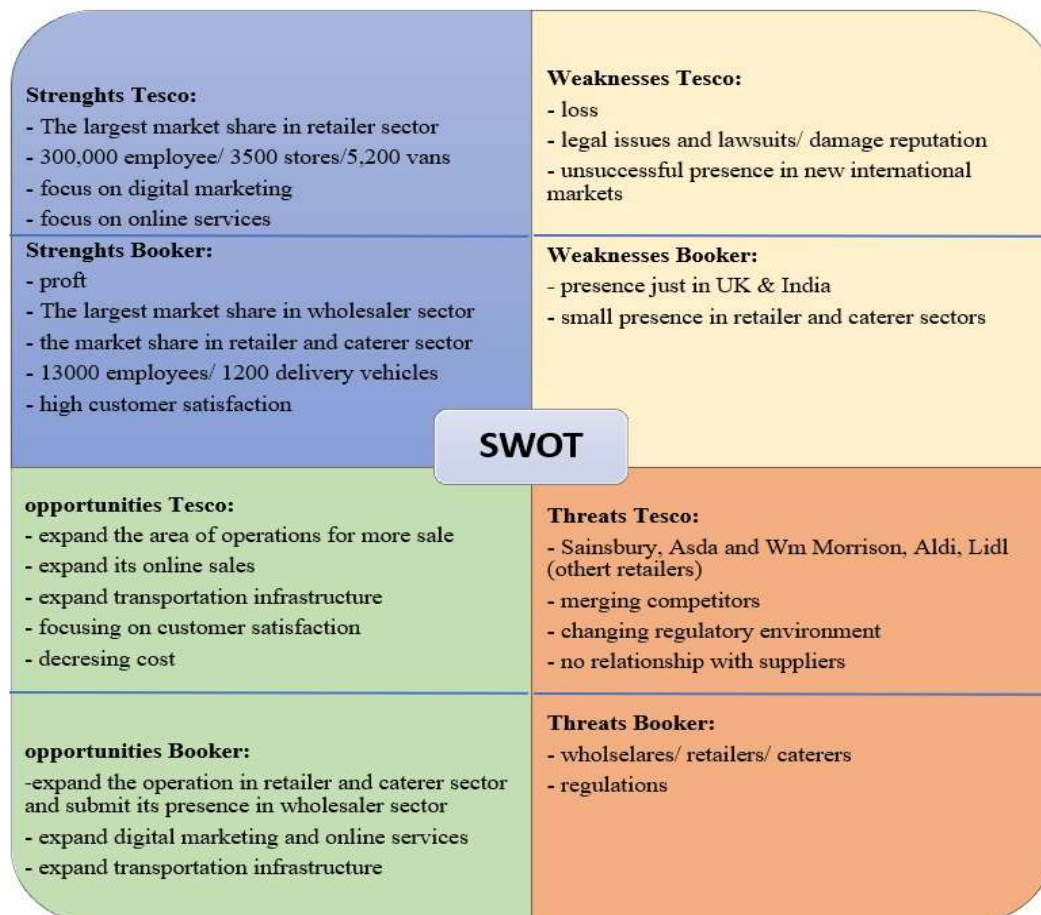 Strenghts Tesco:
- The largest market share in retailer sector
- 300,000 employee/ 3500 stores/5,200 vans
- focus on digital marketing
- focus on online services
Strenghts Booker:
- proft
- The largest market share in wholesaler sector
- the market share in retailer and caterer sector
- 13000 employees/ 1200 delivery vehicles
- high customer satisfaction
Weaknesses Tesco:
- loss
- legal issues and lawsuits/ damage reputation
- unsuccessful presence in new international
markets
Weaknesses Booker:
- presence just in UK & India
- small presence in retailer and caterer sectors
SWOT
opportunities Tesco:
- expand the area of operations for more sale
- expand its online sales
- expand transportation infrastructure
- focusing on customer satisfaction
- decresing cost
opportunities Booker:
-expand the operation in retailer and caterer sector
and submit its presence in wholesaler sector
- expand digital marketing and online services
- expand transportation infrastructure
Threats Tesco:
- Sainsbury, Asda and Wm Morrison, Aldi, Lidl
(othert retailers)
- merging competitors
- changing regulatory environment
- no relationship with suppliers
Threats Booker:
- wholselares/ retailers/ caterers
- regulations